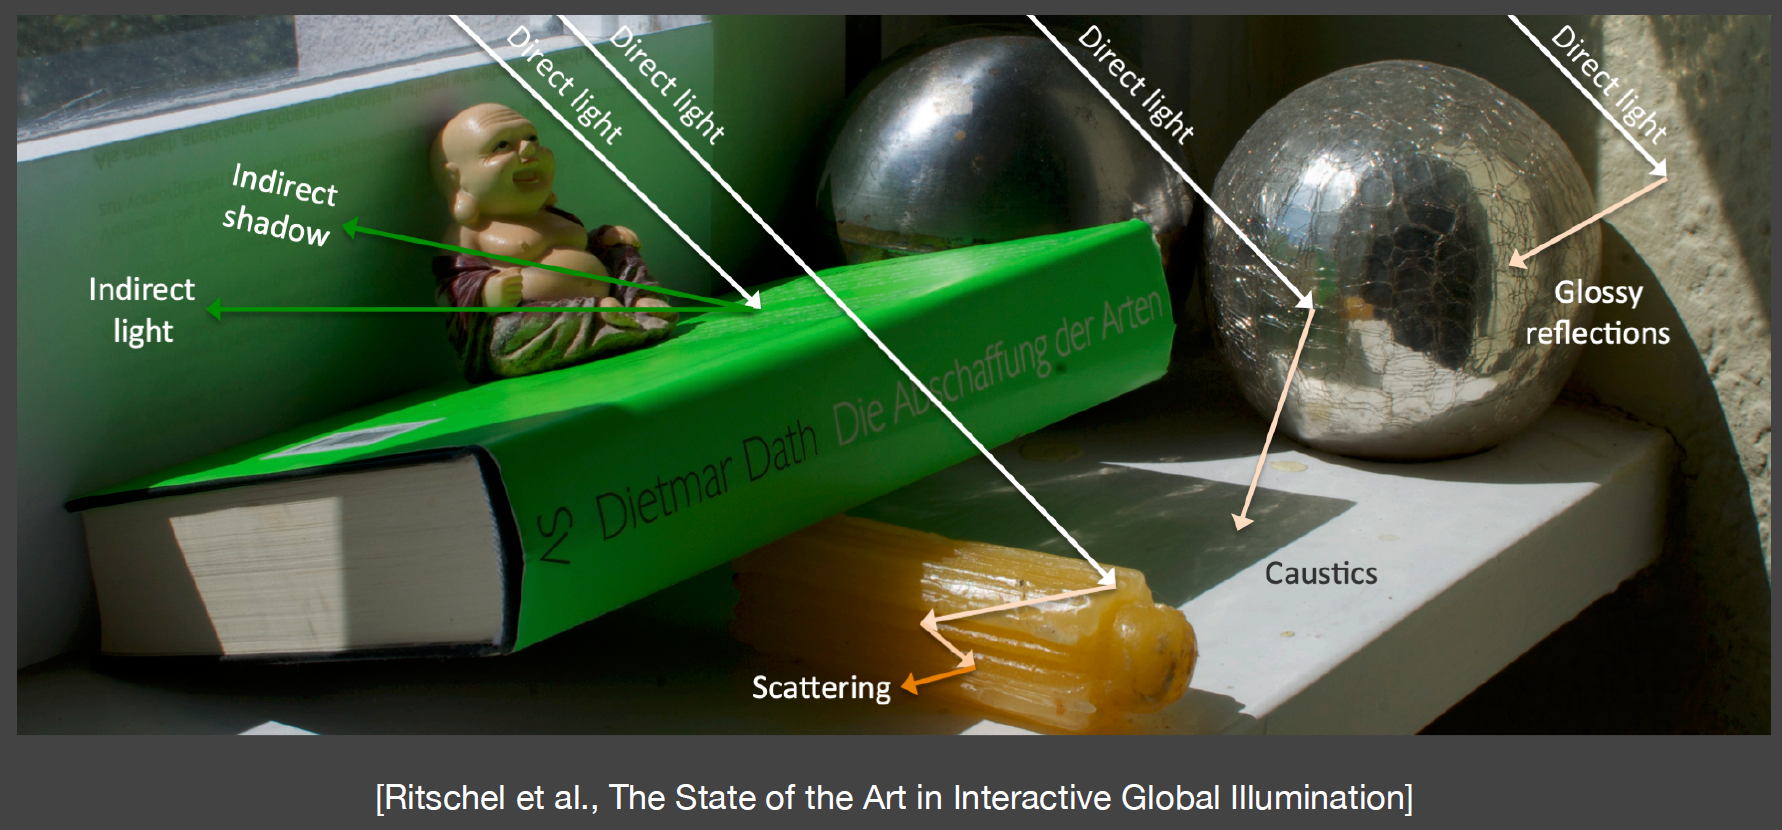 Direct light
Direct light
Direct light
Direct light
Indirect
shadow
Indirect
light
Glossy
reflections
Dietmar Dath Die Abschaffung der Arten
Caustics
Scattering
[Ritschel et al., The State of the Art in Interactive Global Illumination]